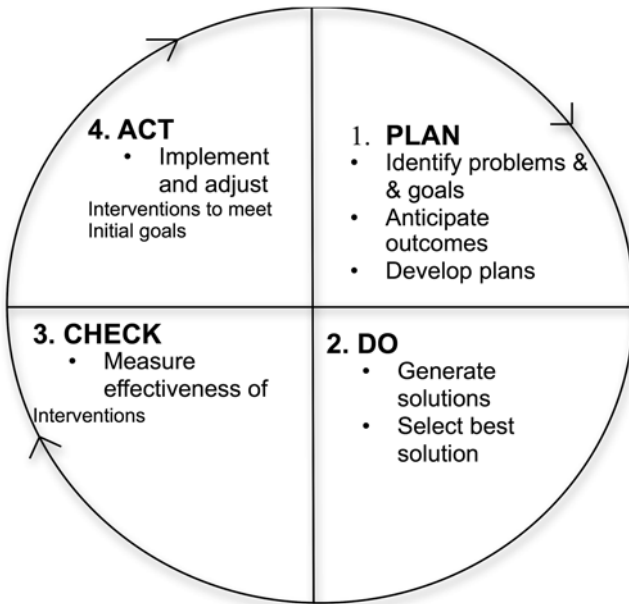 1. PLAN
• Identify problems &
& goals
• Anticipate
outcomes
• Develop plans
2. DO
• Generate
solutions
• Select best
solution
3. CHECK
• Measure
effectiveness of
Interventions
4. ACT
• Implement
and adjust
Interventions to meet
Initial goals